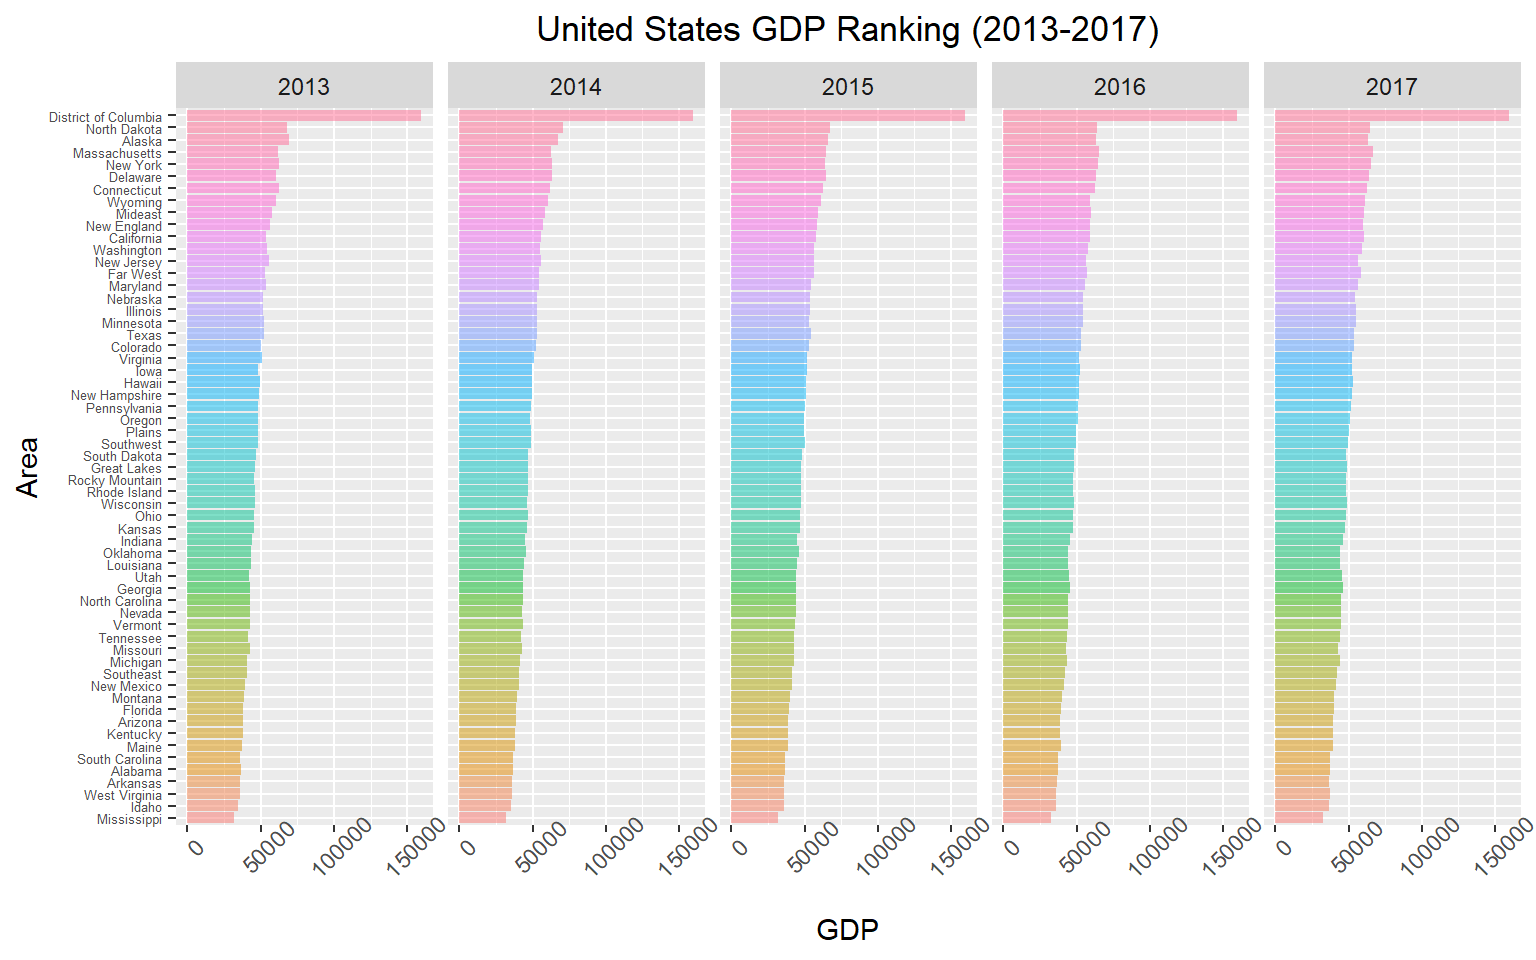 United States GDP Ranking (2013-2017)
2013 2014 2015 2016 2017
District of Columbia
North Dakota
Alaska
Massachusetts
New York
Delaware
Connecticut
Wyoming
Mideast
New England
California
Washington
New Jersey
Far West
Maryland
Nebraska
Illinois
Minnesota
Texas
Colorado
Virginia
Iowa
Hawaii
New Hampshire
Pennsylvania
Oregon
Plains
Southwest
South Dakota
Great Lakes
Rocky Mountain
Rhode Island
Wisconsin
Ohio
Kansas
Indiana
Oklahoma
Louisiana
Utah
Georgia
North Carolina
Nevada
Vermont
Tennessee
Missouri
Michigan
Southeast
New Mexico
Montana
Florida
Arizona
Kentucky
Maine
South Carolina
Alabama
Arkansas
West Virginia
Idaho
Mississippi
Area
0 50000 100000 150000 0 50000 100000 150000 0 50000 100000 150000 0 50000 100000 150000 0 50000 100000 150000
GDP